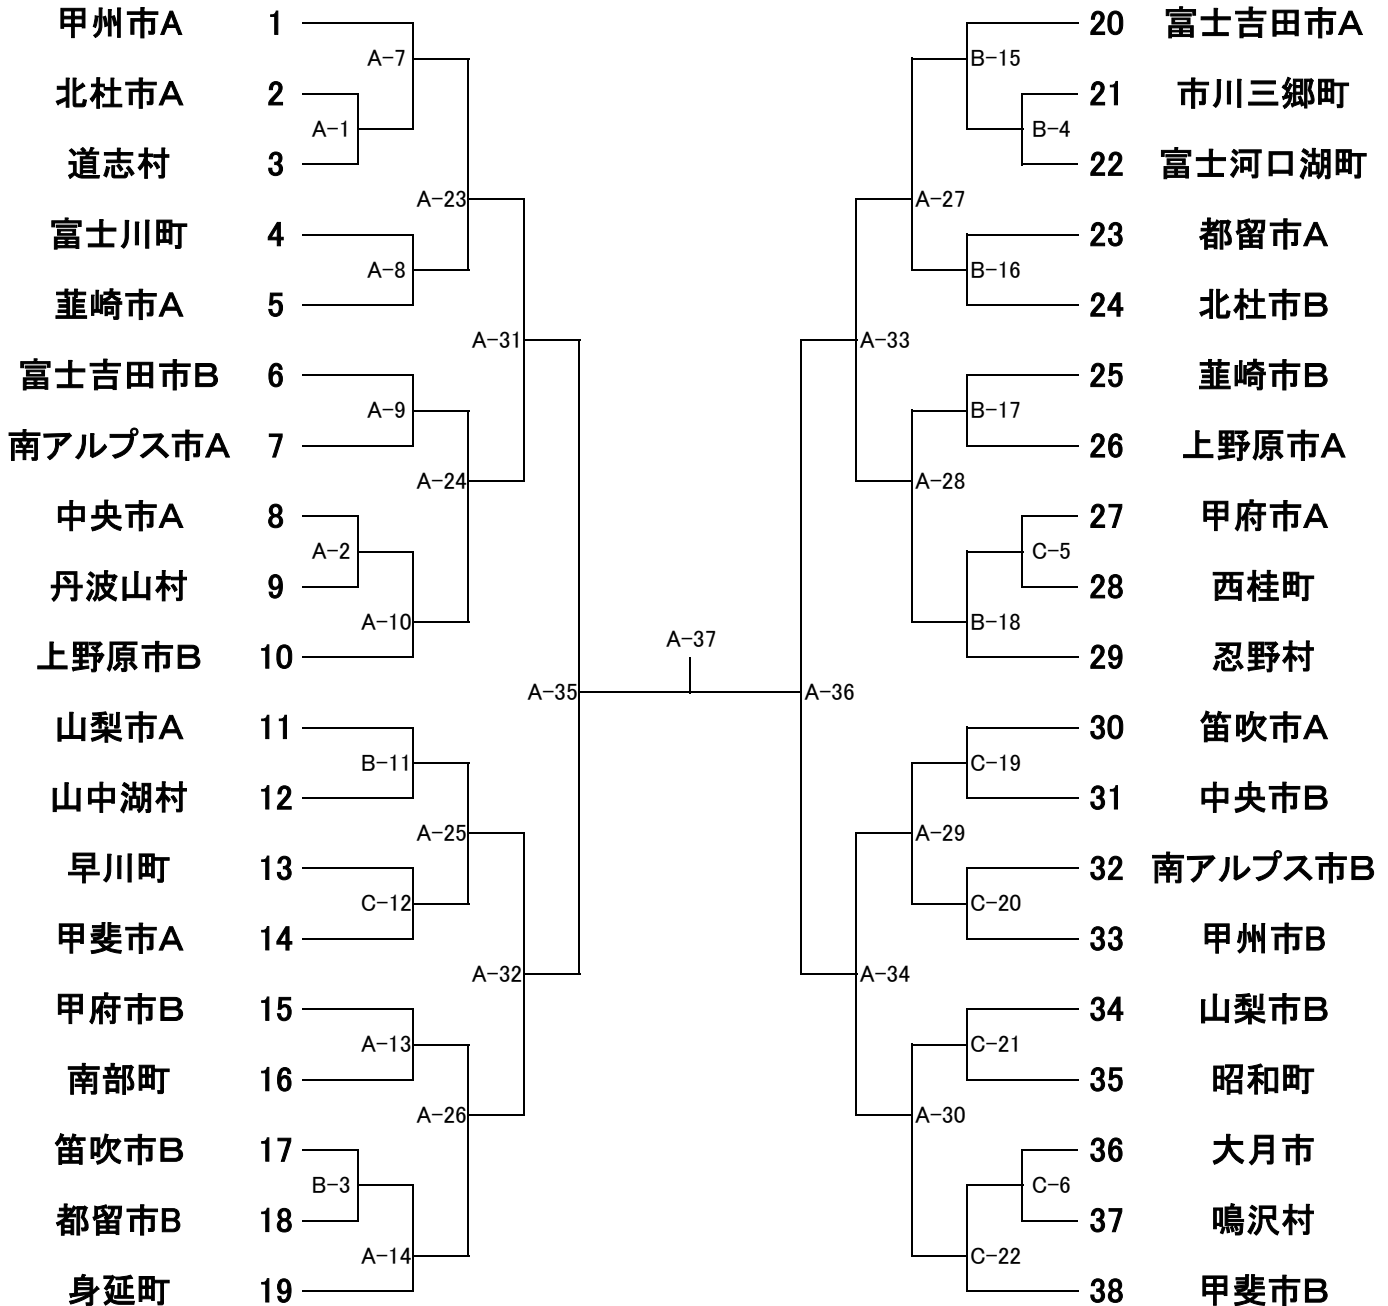 甲州市A 1
A-7
北杜市A 2
A-1
道志村 3
A-23
富士川町 4
A-8
韮崎市A 5
A-31
富士吉田市B 6
A-9
南アルプス市A 7
A-24
中央市A 8
A-2
丹波山村 9
A-10
上野原市B 10
A-35
山梨市A 11
B-11
山中湖村 12
A-25
早川町 13
C-12
甲斐市A 14
A-32
甲府市B 15
A-13
南部町 16
A-26
笛吹市B 17
B-3
都留市B 18
A-14
身延町 19
A-37
20 富士吉田市A
B-15
21 市川三郷町
B-4
22 富士河口湖町
A-27
23 都留市A
B-16
24 北杜市B
A-33
25 韮崎市B
B-17
26 上野原市A
A-28
27 甲府市A
C-5
28 西桂町
B-18
29 忍野村
A-36
30 笛吹市A
C-19
31 中央市B
A-29
32 南アルプス市B
C-20
33 甲州市B
A-34
34 山梨市B
C-21
35 昭和町
A-30
36 大月市
C-6
37 鳴沢村
C-22
38 甲斐市B